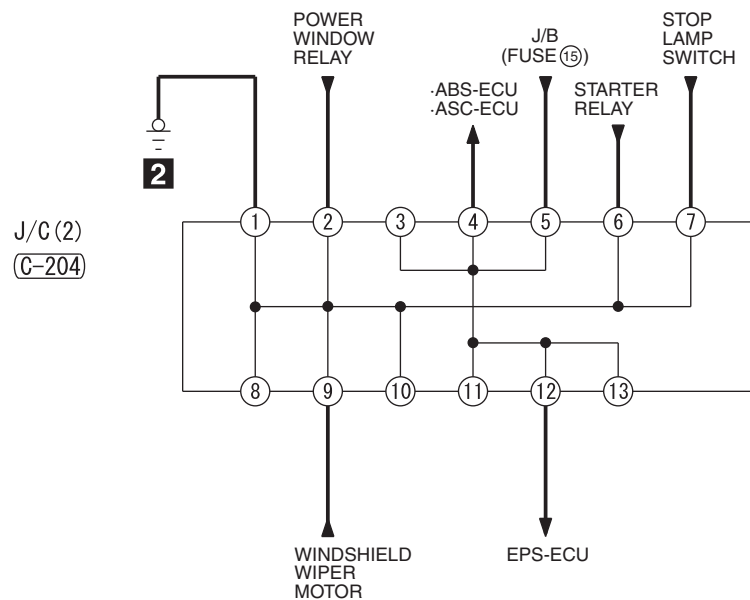 POWER
WINDOW
RELAY
J/B
(FUSE ⑮)
STOP
LAMP
SWITCH
·ABS-ECU
·ASC-ECU
STARTER
RELAY
2
1 2 3 4 5 6 7
J/C(2)
C-204
8 9 10 11 12 13
WINDSHIELD
WIPER
MOTOR
EPS-ECU